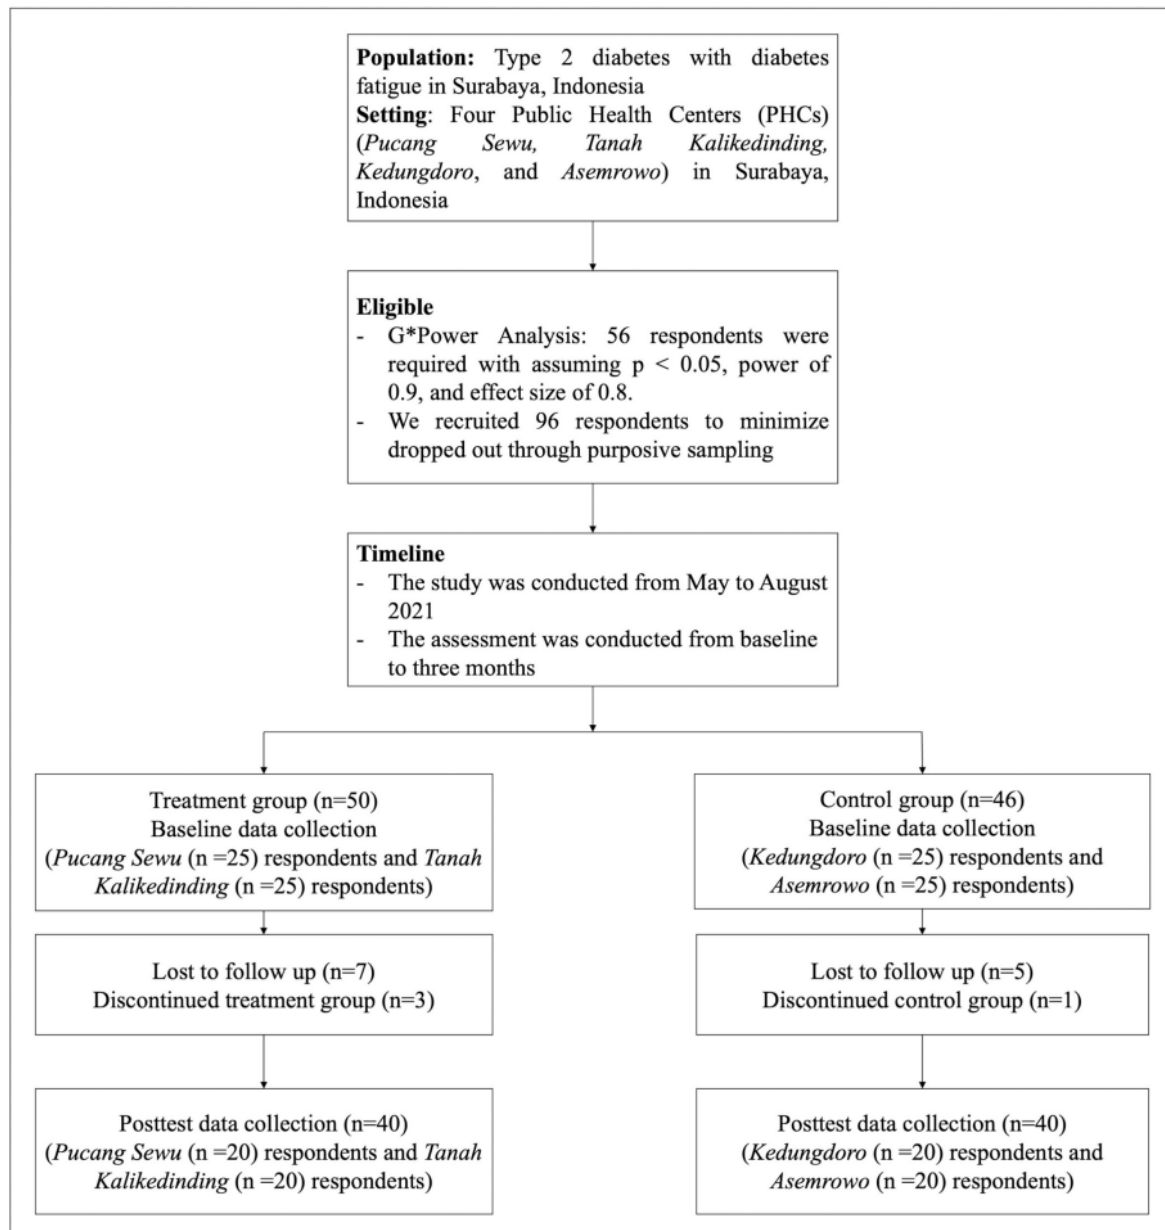 Population: Type 2 diabetes with diabetes
fatigue in Surabaya, Indonesia
Setting: Four Public Health Centers (PHCs)
(Pucang Sewu, Tanah Kalikedinding,
Kedungdoro, and Asemrowo) in Surabaya,
Indonesia
Eligible
- G*Power Analysis: 56 respondents were
required with assuming p < 0.05, power of
0.9, and effect size of 0.8.
- We recruited 96 respondents to minimize
dropped out through purposive sampling
Timeline
- The study was conducted from May to August
2021
- The assessment was conducted from baseline
to three months
Treatment group (n=50)
Baseline data collection
(Pucang Sewu (n =25) respondents and Tanah
Kalikedinding (n =25) respondents)
Control group (n=46)
Baseline data collection
(Kedungdoro (n =25) respondents and
Asemrowo (n =25) respondents)
Lost to follow up (n=7)
Discontinued treatment group (n=3)
Lost to follow up (n=5)
Discontinued control group (n=1)
Posttest data collection (n=40)
(Pucang Sewu (n =20) respondents and Tanah
Kalikedinding (n =20) respondents)
Posttest data collection (n=40)
(Kedungdoro (n =20) respondents and
Asemrowo (n =20) respondents)